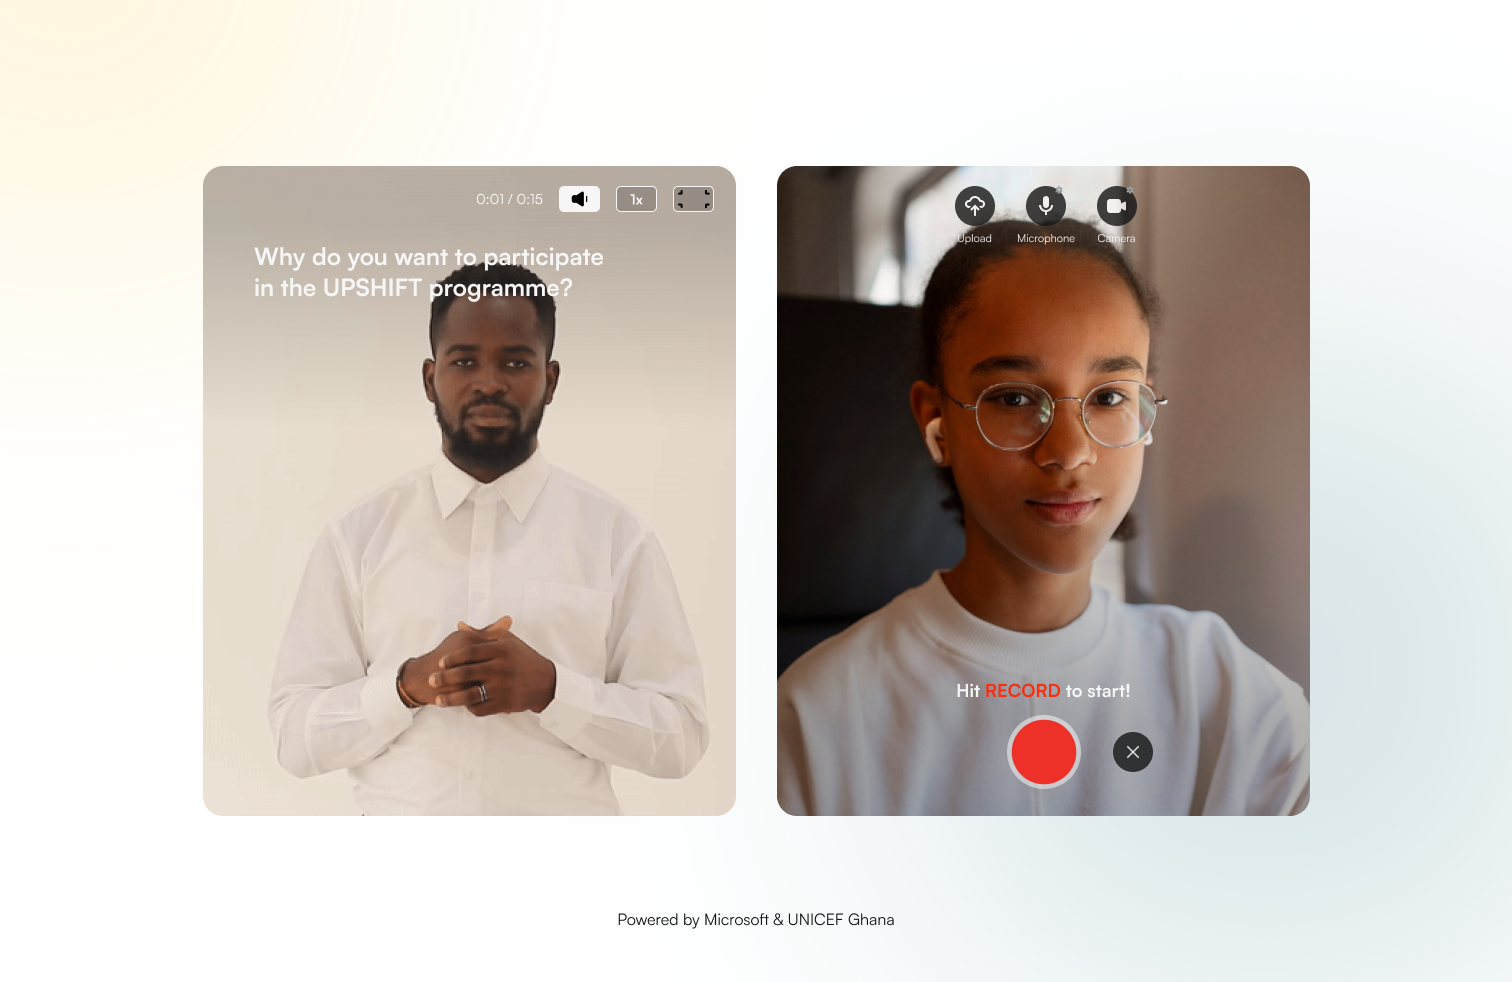 0:01 / 0:15
1x
Why do you want to participate
in the UPSHIFT programme?
Upload
Microphone
Camera
Hit RECORD to start!
Powered by Microsoft & UNICEF Ghana